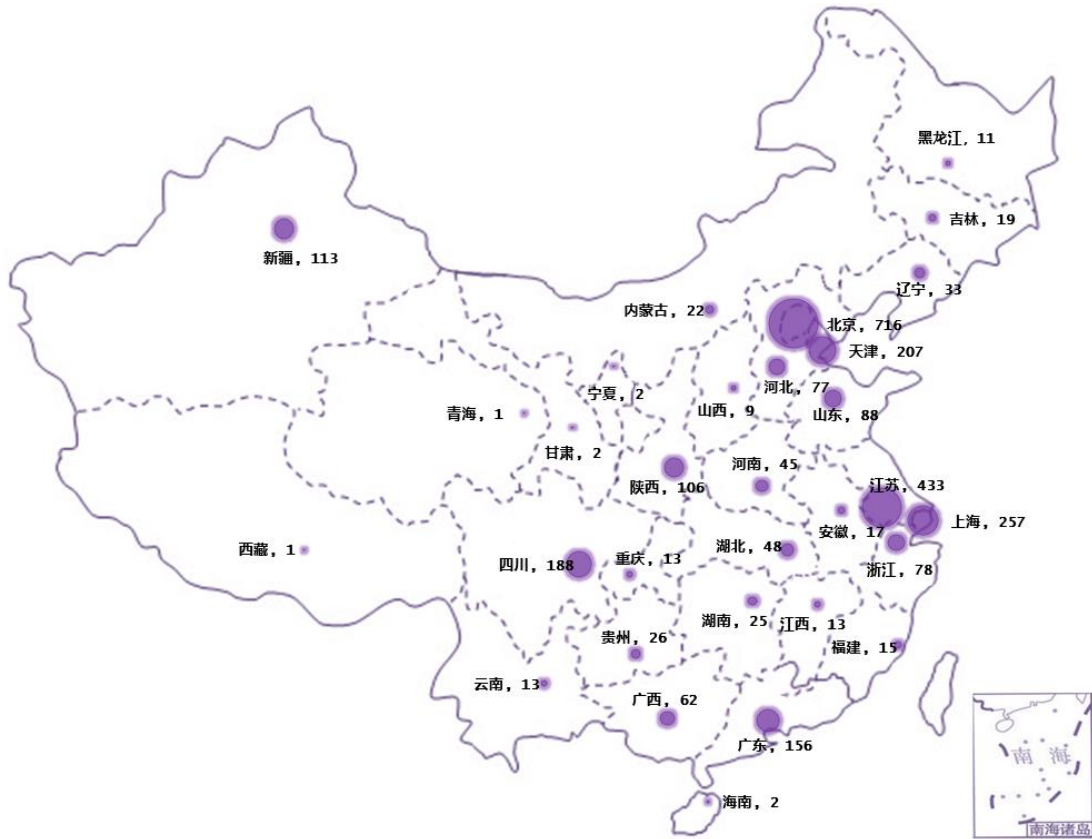 黑龙江, 11
吉林, 19
新疆, 113
辽宁, 33
内蒙古, 22
北京, 716
天津, 207
河北, 77
宁夏, 2
山西, 9
山东, 88
青海, 1
甘肃, 2
河南, 45
陕西, 106
江苏, 433
安徽, 17
上海, 257
西藏, 1
四川, 188
重庆, 13
湖北, 48
浙江, 78
湖南, 25
江西, 13
贵州, 26
福建, 15
云南, 13
广西, 62
广东, 156
海南, 2
南 海
南海诸岛